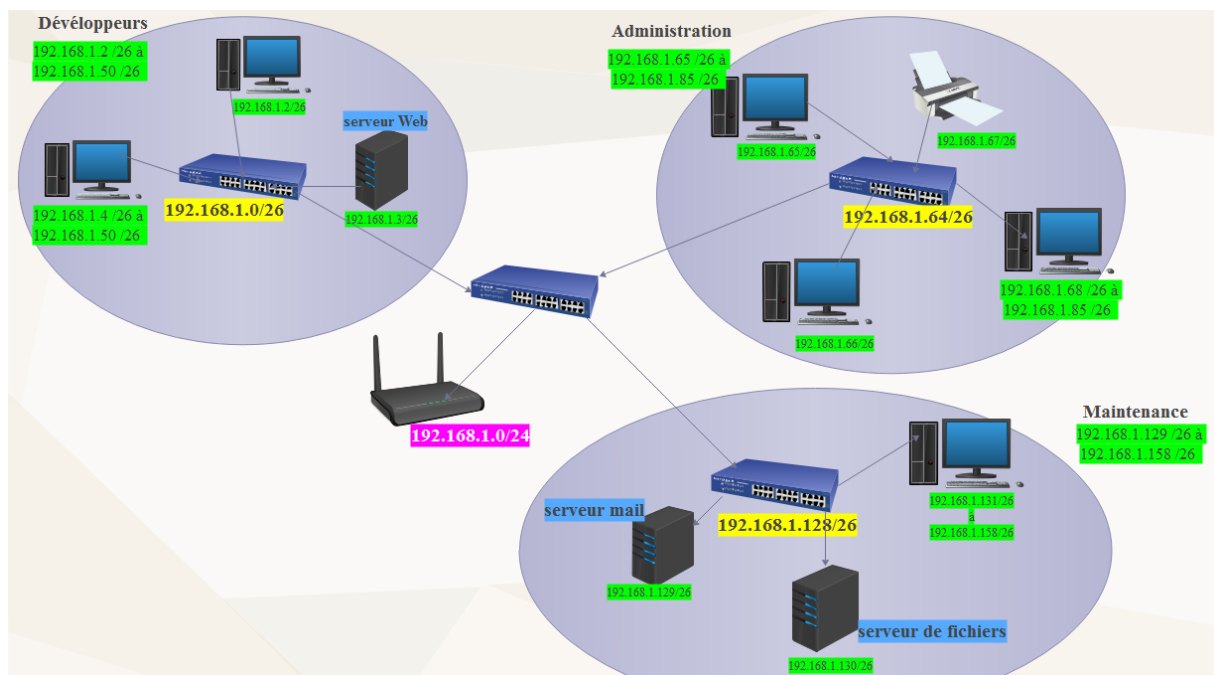 Dévéloppeurs
192.168.1.2 /26 à
192.168.1.50 /26
192.168.1.2/26
serveur Web
192.168.1.3/26
192.168.1.4 /26 à
192.168.1.50 /26
192.168.1.0/26
Administration
192.168.1.65 /26 à
192.168.1.85 /26
192.168.1.65/26
192.168.1.67/26
192.168.1.64/26
192.168.1.66/26
192.168.1.68 /26 à
192.168.1.85 /26
192.168.1.0/24
Maintenance
192.168.1.129 /26 à
192.168.1.158 /26
192.168.1.131/26
à
192.168.1.158/26
192.168.1.128/26
serveur mail
192.168.1.129/26
serveur de fichiers
192.168.1.130/26